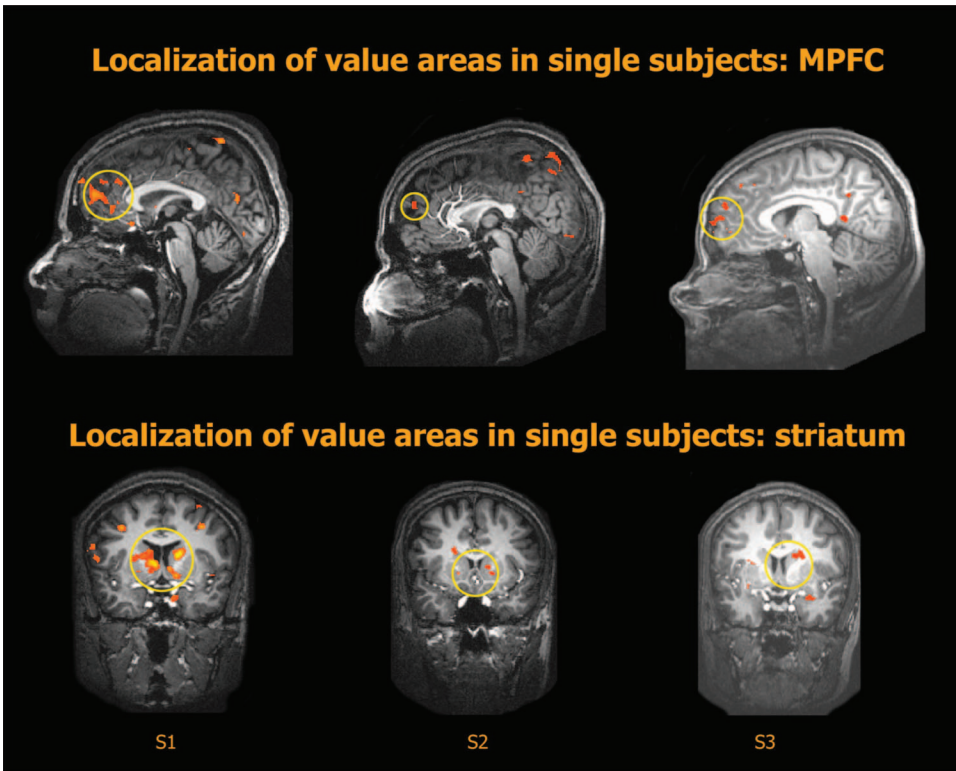 Localization of value areas in single subjects: MPFC
Localization of value areas in single subjects: striatum
S1
S2
S3